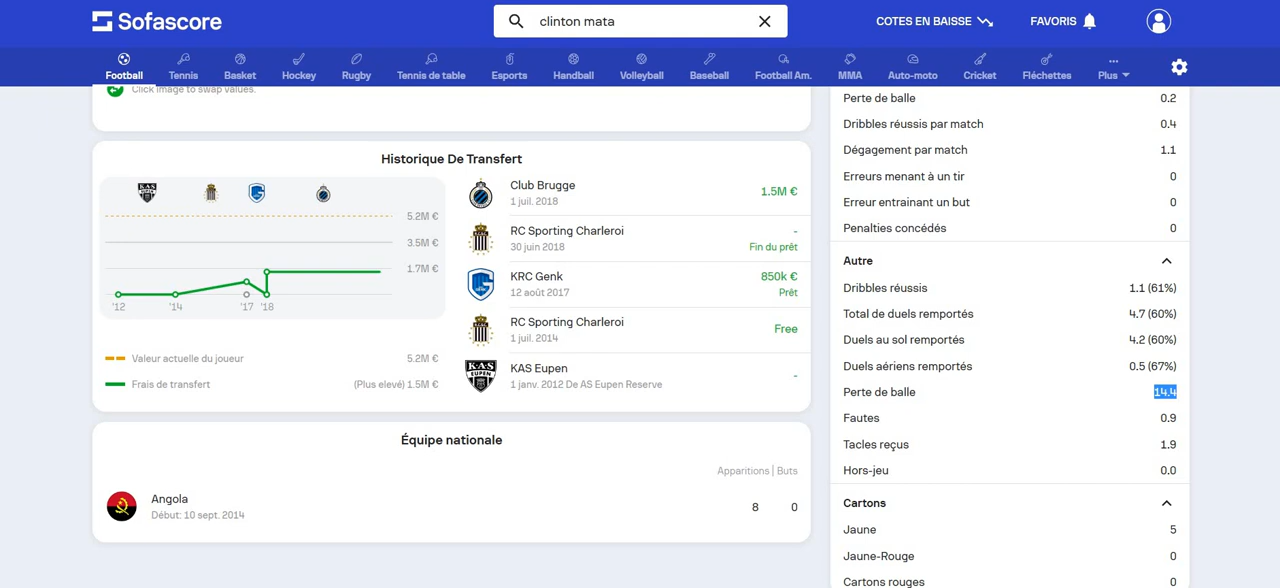 Sofascore
clinton mata
COTES EN BAISSE
FAVORIS
Football
Tennis
Basket
Hockey
Rugby
Tennis de table
Esports
Handball
Volleyball
Baseball
Football Am.
MMA
Auto-moto
Cricket
Fléchettes
Plus
Click image to swap values.
Historique De Transfert
5.2M €
3.5M €
1.7M €
'12
'14
'17
'18
Valeur actuelle du joueur 5.2M €
Frais de transfert (Plus elevé) 1.5M €
Club Brugge
1 juil. 2018
1.5M €
RC Sporting Charleroi
30 juin 2018
-
Fin du prêt
KRC Genk
12 août 2017
850k €
Prêt
RC Sporting Charleroi
1 juil. 2014
Free
KAS Eupen
1 janv. 2012 De AS Eupen Reserve
-
K.A.S
EUPEN
Équipe nationale
Apparitions | Buts
Angola
Début: 10 sept. 2014
8 0
Perte de balle 0.2
Dribbles réussis par match 0.4
Dégagement par match 1.1
Erreurs menant à un tir 0
Erreur entrainant un but 0
Penalties concédés 0
Autre
Dribbles réussis 1.1 (61%)
Total de duels remportés 4.7 (60%)
Duels au sol remportés 4.2 (60%)
Duels aériens remportés 0.5 (67%)
Perte de balle 14.4
Fautes 0.9
Tacles reçus 1.9
Hors-jeu 0.0
Cartons
Jaune 5
Jaune-Rouge 0
Cartons rouges 0